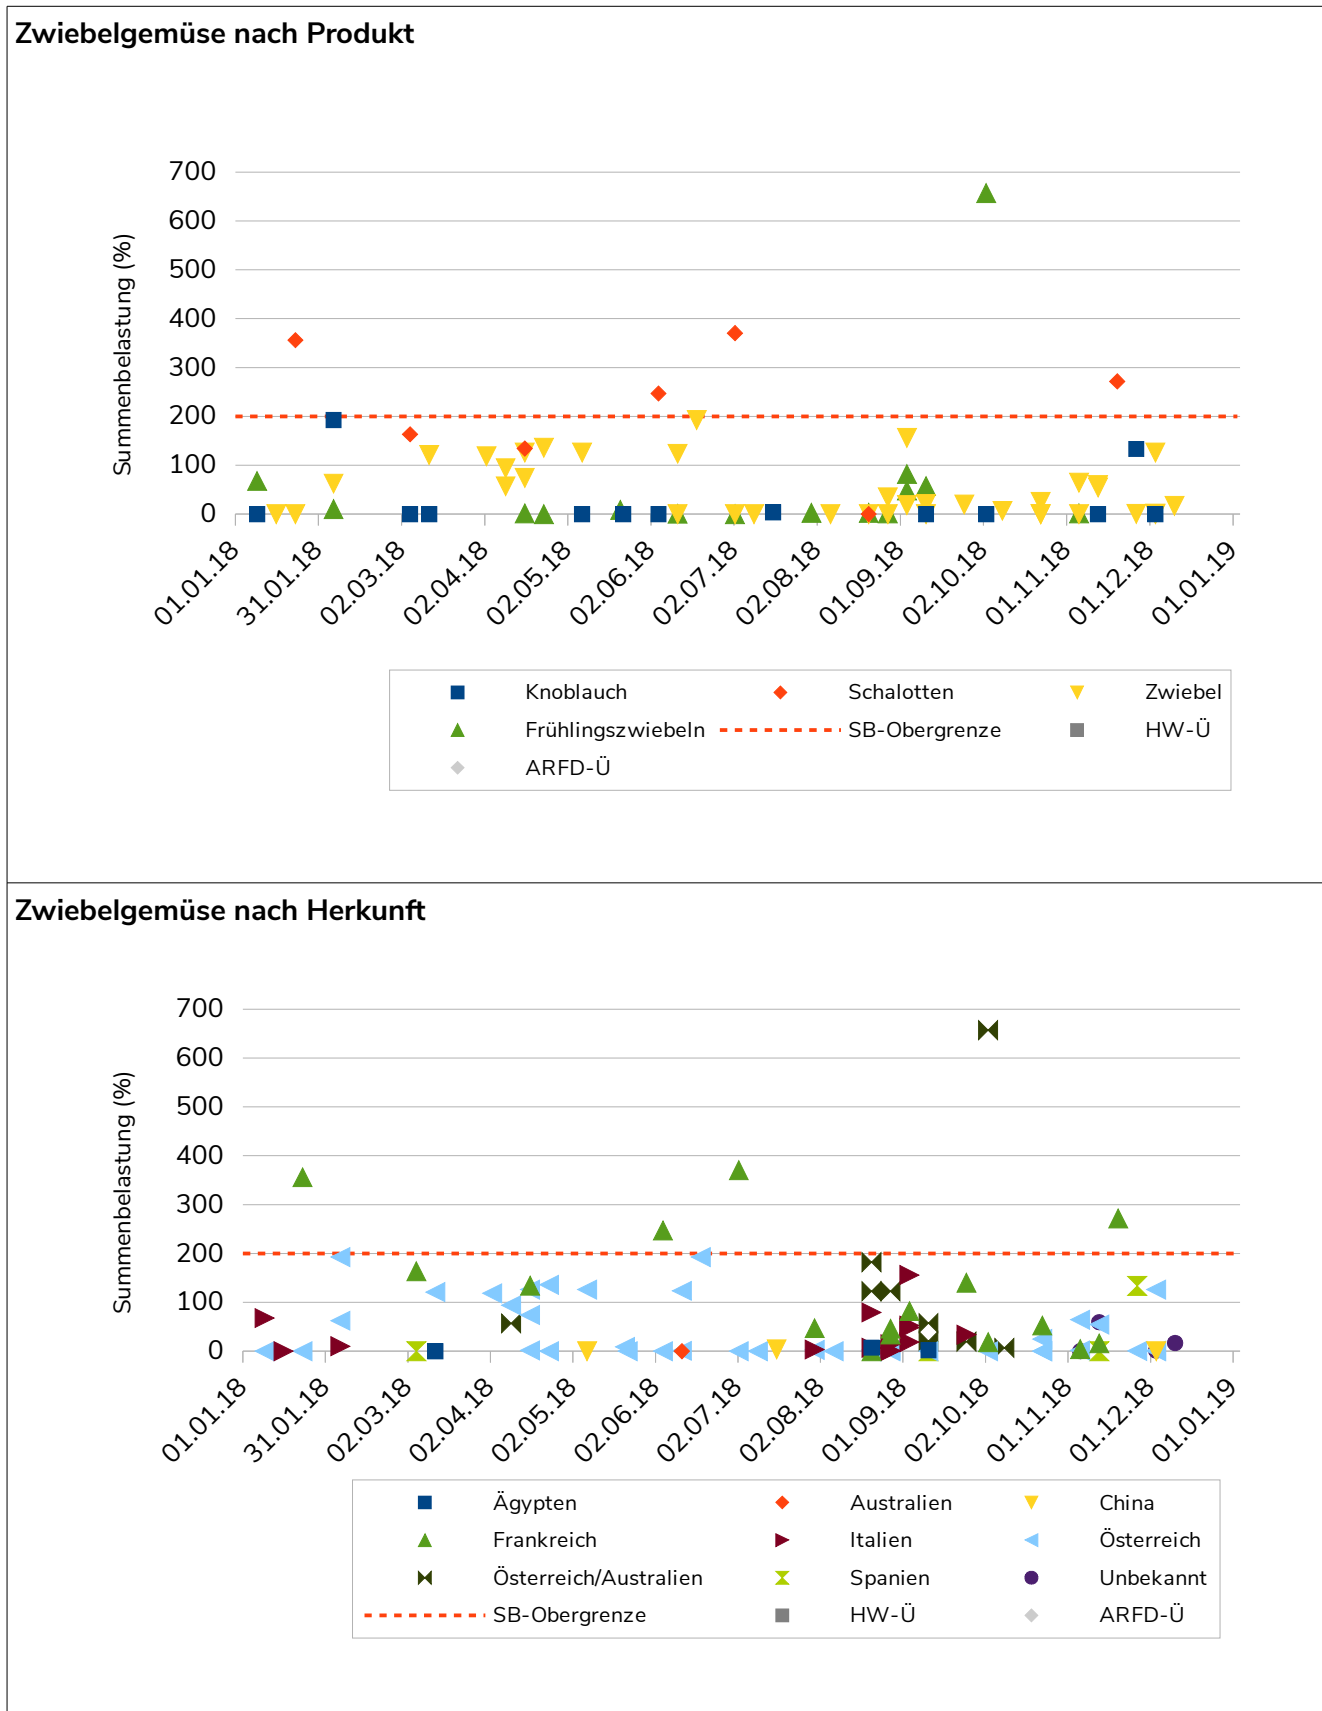 Zwiebelgemüse nach Produkt
Summenbelastung (%)
700
600
500
400
300
200
100
0
01.01.18 31.01.18 02.03.18 02.04.18 02.05.18 02.06.18 02.07.18 02.08.18 01.09.18 02.10.18 01.11.18 01.12.18 01.01.19
Knoblauch Schalotten Zwiebel
Frühlingszwiebeln SB-Obergrenze HW-Ü
ARFD-Ü
Zwiebelgemüse nach Herkunft
Summenbelastung (%)
700
600
500
400
300
200
100
0
01.01.18 31.01.18 02.03.18 02.04.18 02.05.18 02.06.18 02.07.18 02.08.18 01.09.18 02.10.18 01.11.18 01.12.18 01.01.19
Ägypten Australien China
Frankreich Italien Österreich
Österreich/Australien Spanien Unbekannt
SB-Obergrenze HW-Ü ARFD-Ü